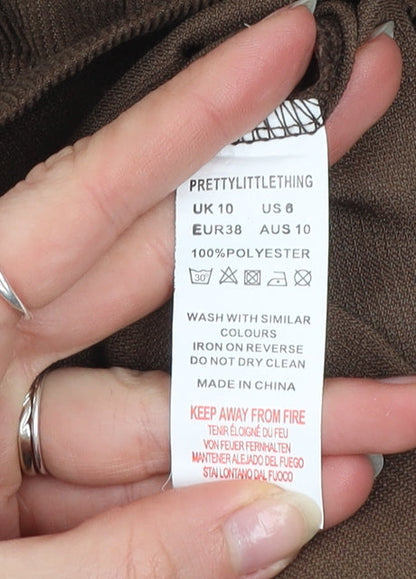 PRETTYLITTLETHING
UK 10 US 6
EUR38 AUS 10
100%POLYESTER
30°
WASH WITH SIMILAR
COLOURS
IRON ON REVERSE
DO NOT DRY CLEAN
MADE IN CHINA
KEEP AWAY FROM FIRE
TENIR ÉLOIGNÉ DU FEU
VON FEUER FERNHALTEN
MANTENER ALEJADO DEL FUEGO
STAI LONTANO DAL FUOCO